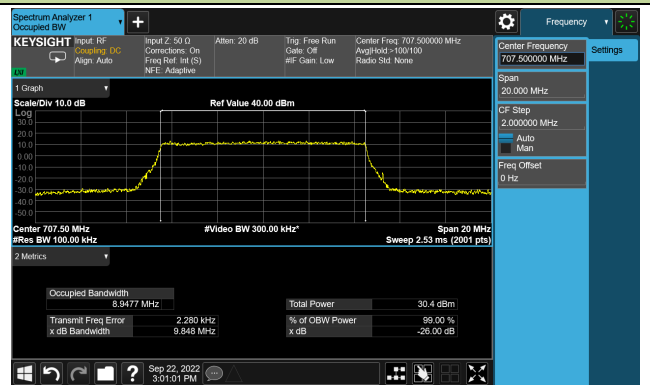 Spectrum Analyzer 1
Occupied BW
Frequency
KEYSIGHT
Input: RF
Coupling: DC
Align: Auto
Input Z: 50 Ω
Corrections: On
Freq Ref: Int (S)
NFE: Adaptive
Atten: 20 dB
Trig: Free Run
Gate: Off
#IF Gain: Low
Center Freq: 707.500000 MHz
Avg|Hold:>100/100
Radio Std: None
Center Frequency
707.500000 MHz
Settings
Span
20.000 MHz
CF Step
2.000000 MHz
Auto
Man
Freq Offset
0 Hz
1 Graph
Scale/Div 10.0 dB
Ref Value 40.00 dBm
Log
30.0
20.0
10.0
0.00
-10.0
-20.0
-30.0
-40.0
-50.0
Center 707.50 MHz
#Video BW 300.00 kHz*
Span 20 MHz
#Res BW 100.00 kHz
Sweep 2.53 ms (2001 pts)
2 Metrics
Occupied Bandwidth
8.9477 MHz
Total Power
30.4 dBm
Transmit Freq Error
2.280 kHz
% of OBW Power
99.00 %
x dB Bandwidth
9.848 MHz
x dB
-26.00 dB
?
Sep 22, 2022
3:01:01 PM